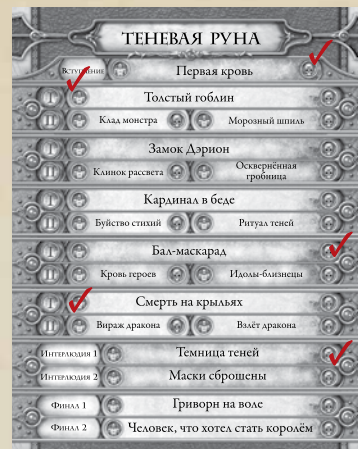 ТЕНЕВАЯ РУНА
Вступление Первая кровь
I Толстый гоблин
II Клад монстра Морозный шпиль
I Замок Дэрион
II Клинок рассвета Осквернённая
гробница
I Кардинал в беде
II Буйство стихий Ритуал теней
I Бал-маскарад
II Кровь героев Идолы-близнецы
I Смерть на крыльях
II Вираж дракона Взлёт дракона
Интерлюдия 1 Темница теней
Интерлюдия 2 Маски сброшены
Финал 1 Гриворн на воле
Финал 2 Человек, что хотел стать королём